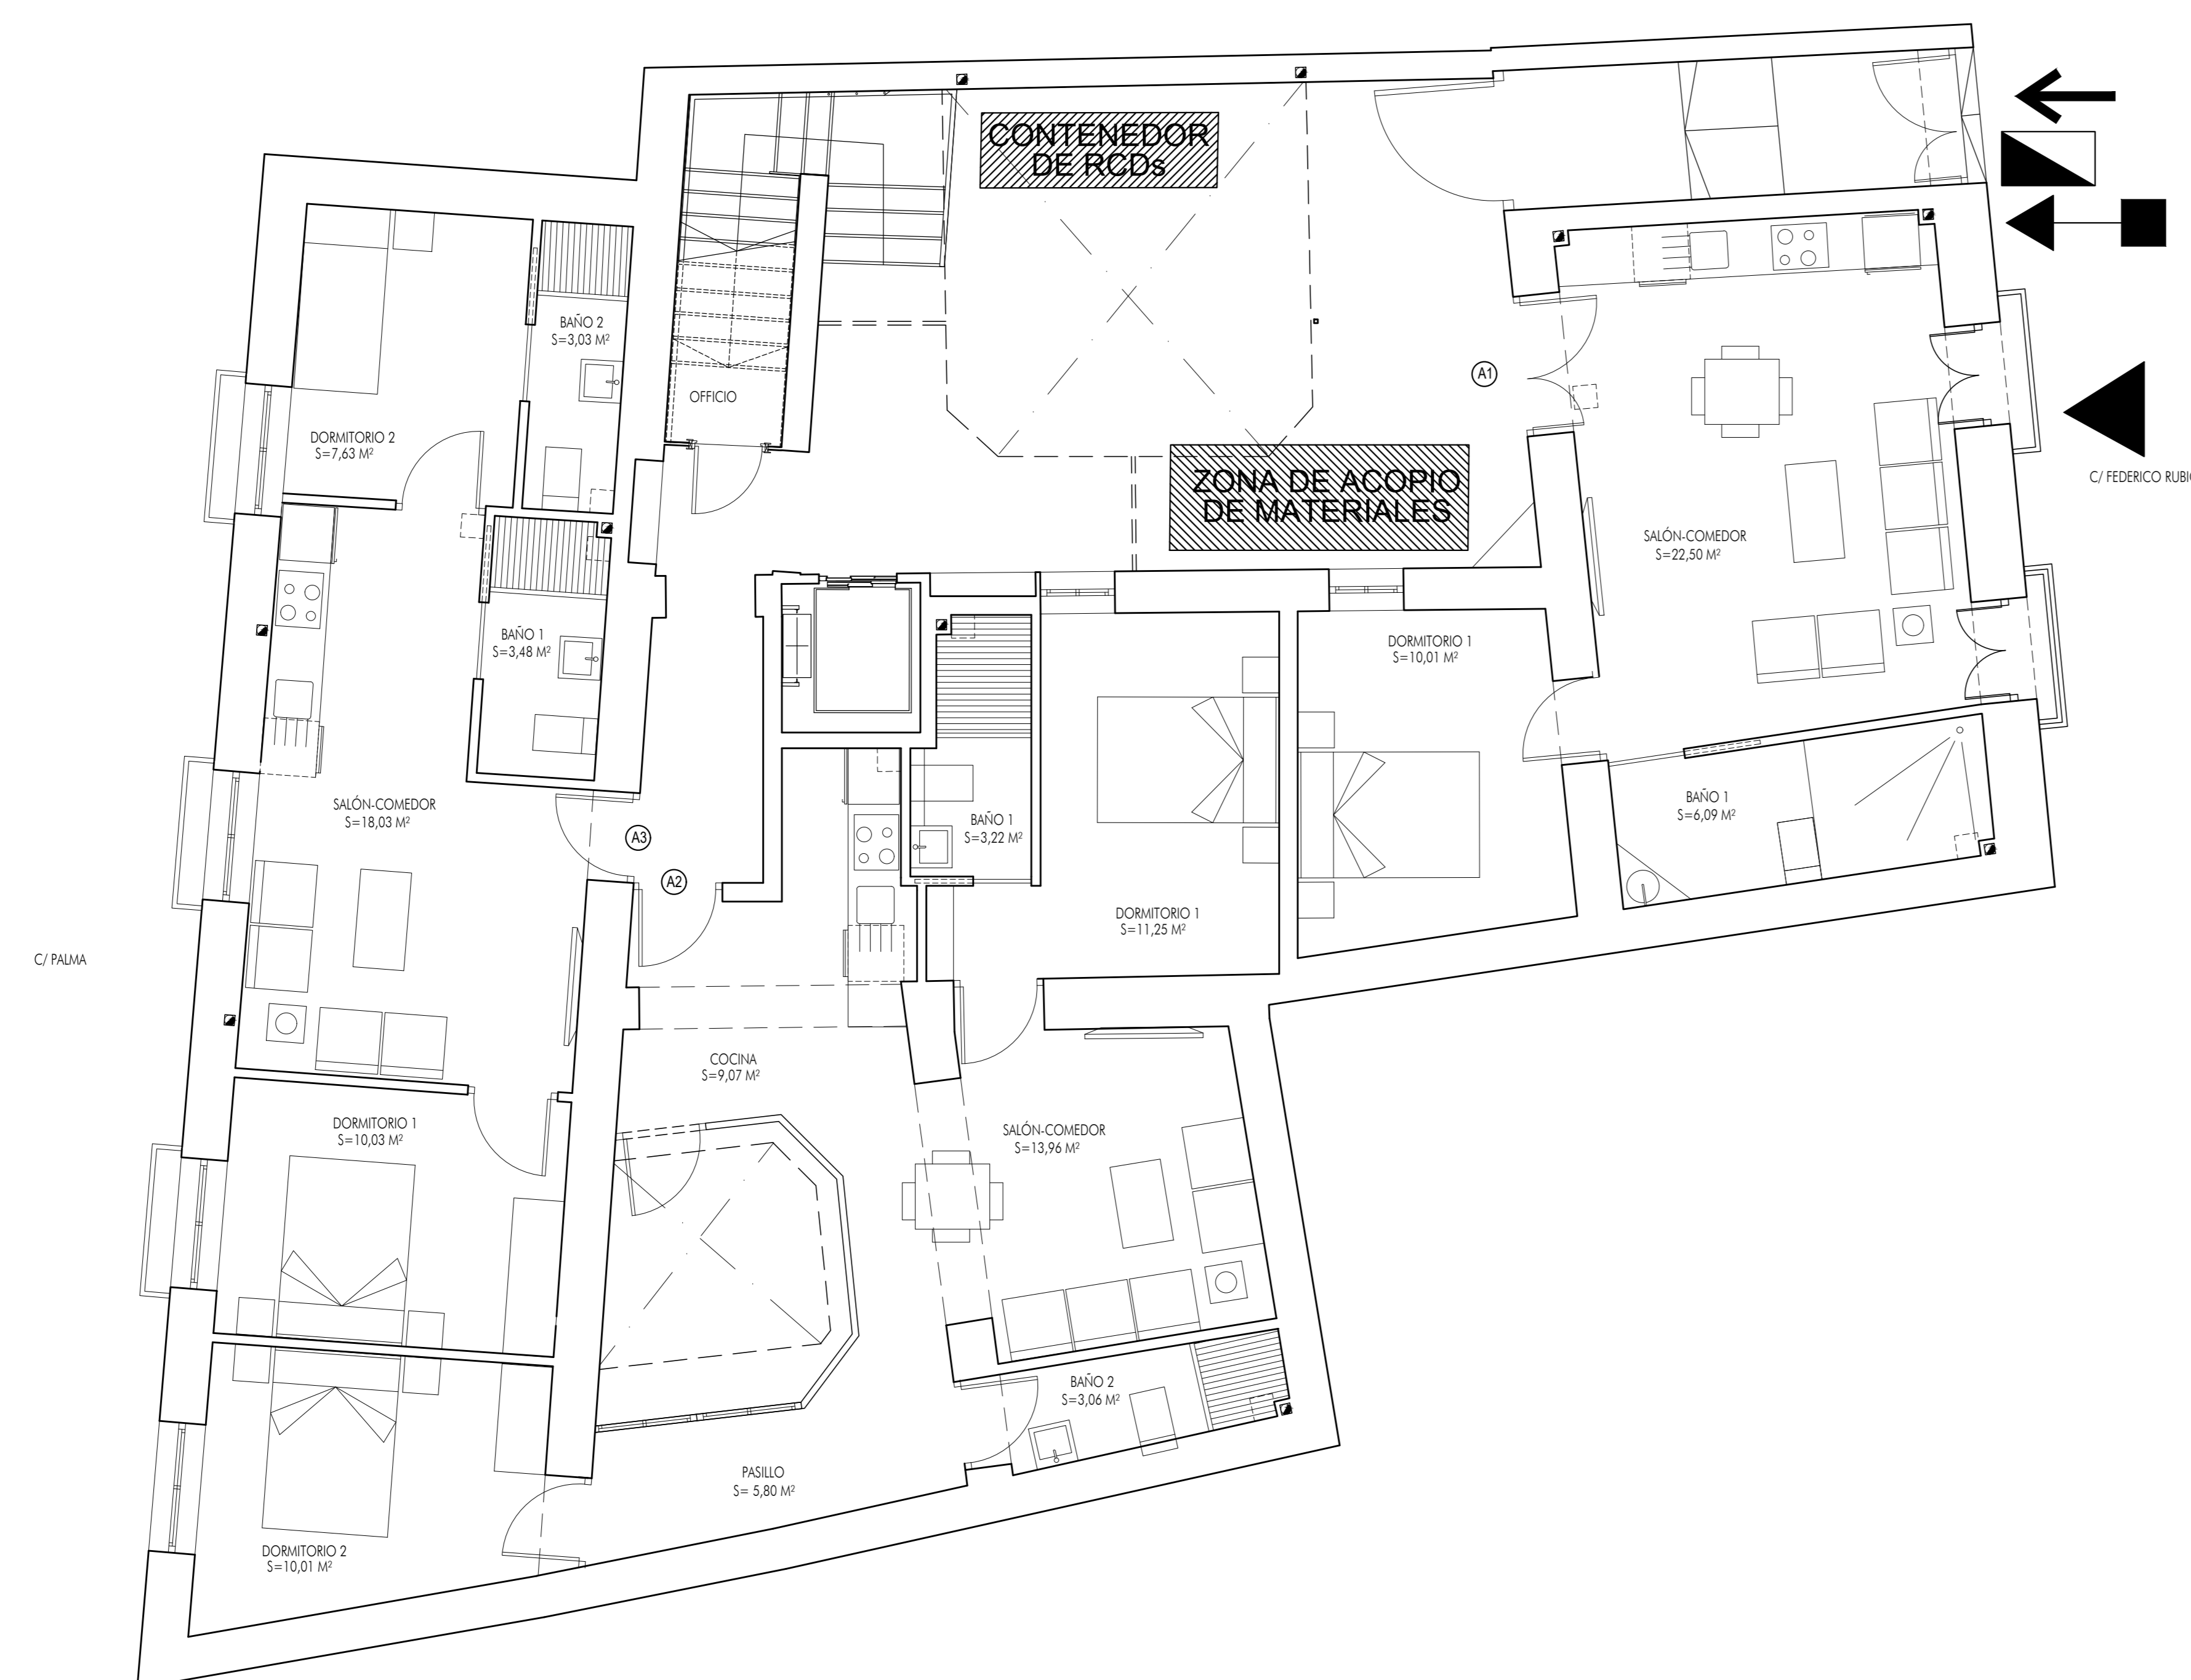 CONTENEDOR
DE RCDs
BAÑO 2
S=3,03 M²
OFFICIO
A1
DORMITORIO 2
S=7,63 M²
C/ FEDERICO RUBI
ZONA DE ACOPIO
DE MATERIALES
SALÓN-COMEDOR
S=22,50 M²
BAÑO 1
S=3,48 M²
DORMITORIO 1
S=10,01 M²
SALÓN-COMEDOR
S=18,03 M²
BAÑO 1
S=6,09 M²
A3
BAÑO 1
S=3,22 M²
A2
DORMITORIO 1
S=11,25 M²
C/ PALMA
COCINA
S=9,07 M²
DORMITORIO 1
S=10,03 M²
SALÓN-COMEDOR
S=13,96 M²
BAÑO 2
S=3,06 M²
PASILLO
S= 5,80 M²
DORMITORIO 2
S=10,01 M²